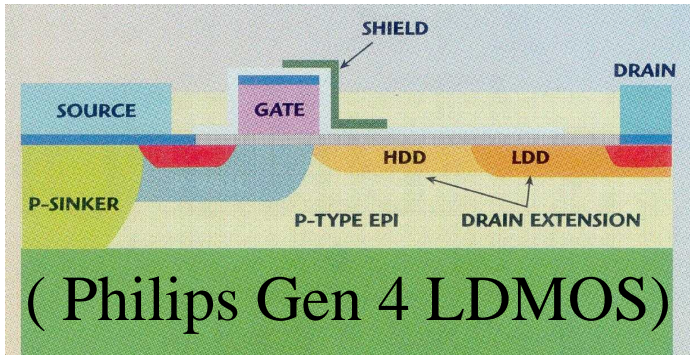 SHIELD
DRAIN
SOURCE
GATE
HDD
LDD
P-SINKER
P-TYPE EPI
DRAIN EXTENSION
( Philips Gen 4 LDMOS)